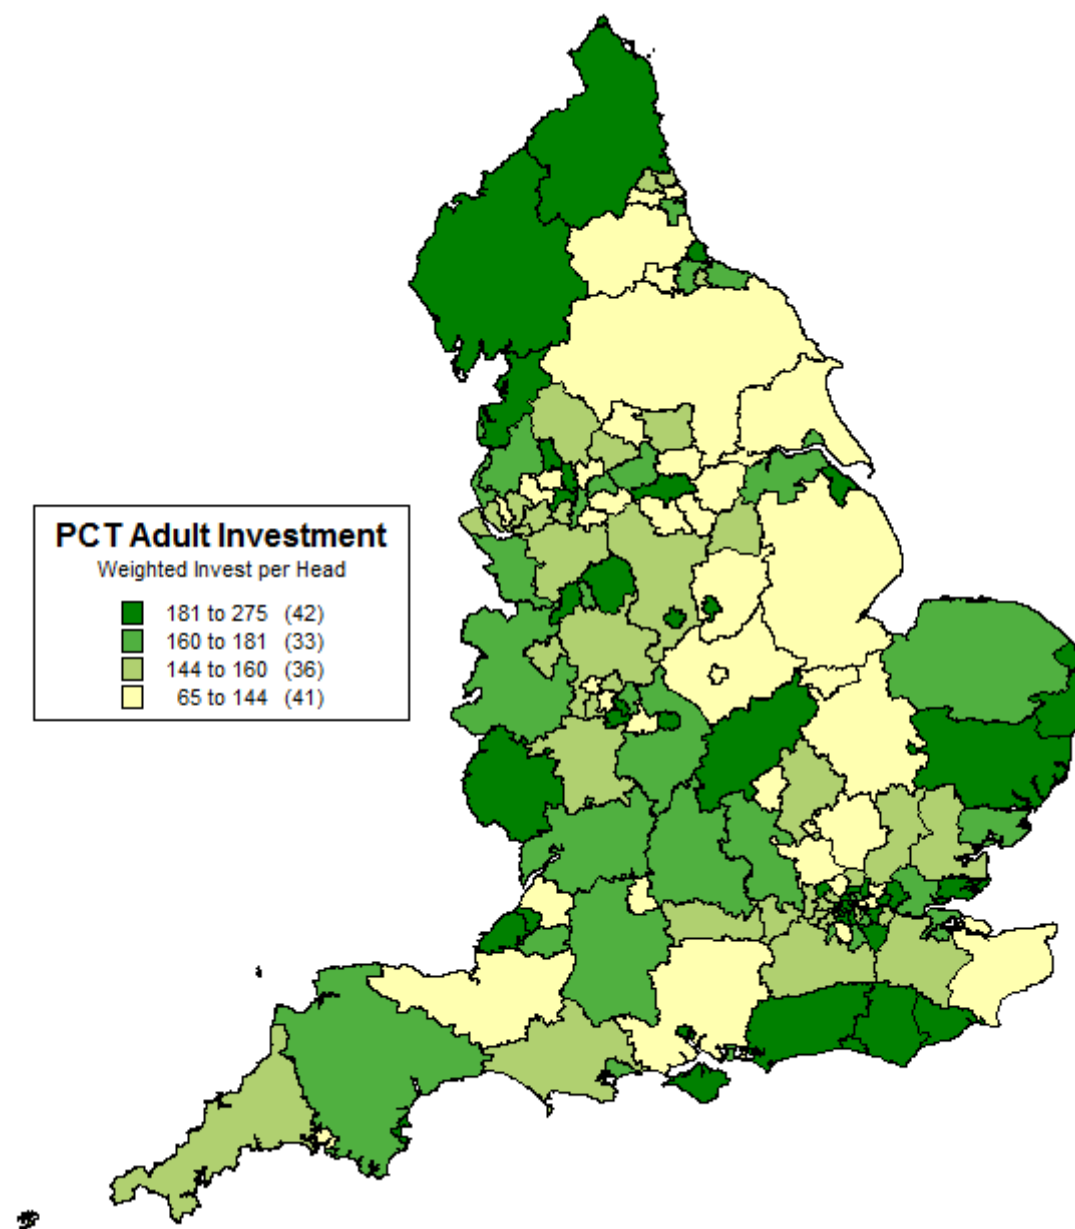 PCT Adult Investment
Weighted Invest per Head
181 to 275 (42)
160 to 181 (33)
144 to 160 (36)
65 to 144 (41)